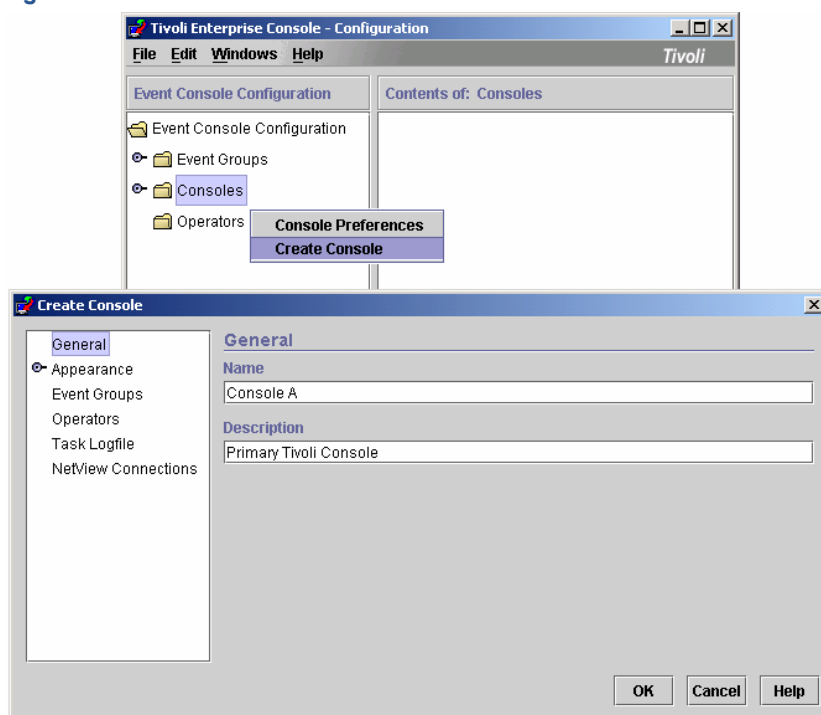 Tivoli Enterprise Console - Configuration
File Edit Windows Help Tivoli
Event Console Configuration Contents of: Consoles
Event Console Configuration
Event Groups
Consoles
Operators
Console Preferences
Create Console
Create Console
General
Appearance
Event Groups
Operators
Task Logfile
NetView Connections
General
Name
Console A
Description
Primary Tivoli Console
OK Cancel Help